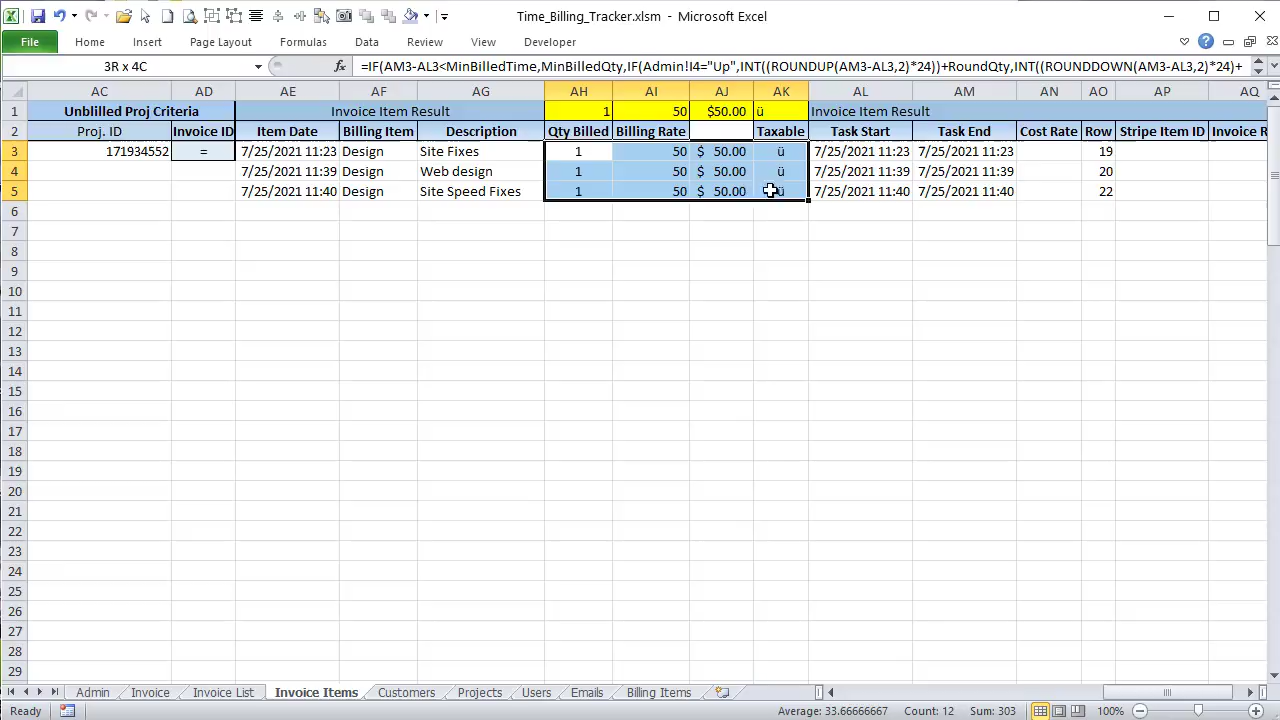 Time_Billing_Tracker.xlsm - Microsoft Excel
File Home Insert Page Layout Formulas Data Review View Developer
3R x 4C fx =IF(AM3-AL3<MinBilledTime,MinBilledQty,IF(Admin!I4="Up",INT((ROUNDUP(AM3-AL3,2)*24))+RoundQty,INT((ROUNDDOWN(AM3-AL3,2)*24)+
AC AD AE AF AG AH AI AJ AK AL AM AN AO AP AQ
1 Unblilled Proj Criteria Invoice Item Result 1 50 $50.00 ü Invoice Item Result
2 Proj. ID Invoice ID Item Date Billing Item Description Qty Billed Billing Rate Taxable Task Start Task End Cost Rate Row Stripe Item ID Invoice R
3 171934552 = 7/25/2021 11:23 Design Site Fixes 1 50 $ 50.00 ü 7/25/2021 11:23 7/25/2021 11:23 19
4 7/25/2021 11:39 Design Web design 1 50 $ 50.00 ü 7/25/2021 11:39 7/25/2021 11:39 20
5 7/25/2021 11:40 Design Site Speed Fixes 1 50 $ 50.00 ü 7/25/2021 11:40 7/25/2021 11:40 22
6
7
8
9
10
11
12
13
14
15
16
17
18
19
20
21
22
23
24
25
26
27
28
29
Admin Invoice Invoice List Invoice Items Customers Projects Users Emails Billing Items
Ready Average: 33.66666667 Count: 12 Sum: 303 100%